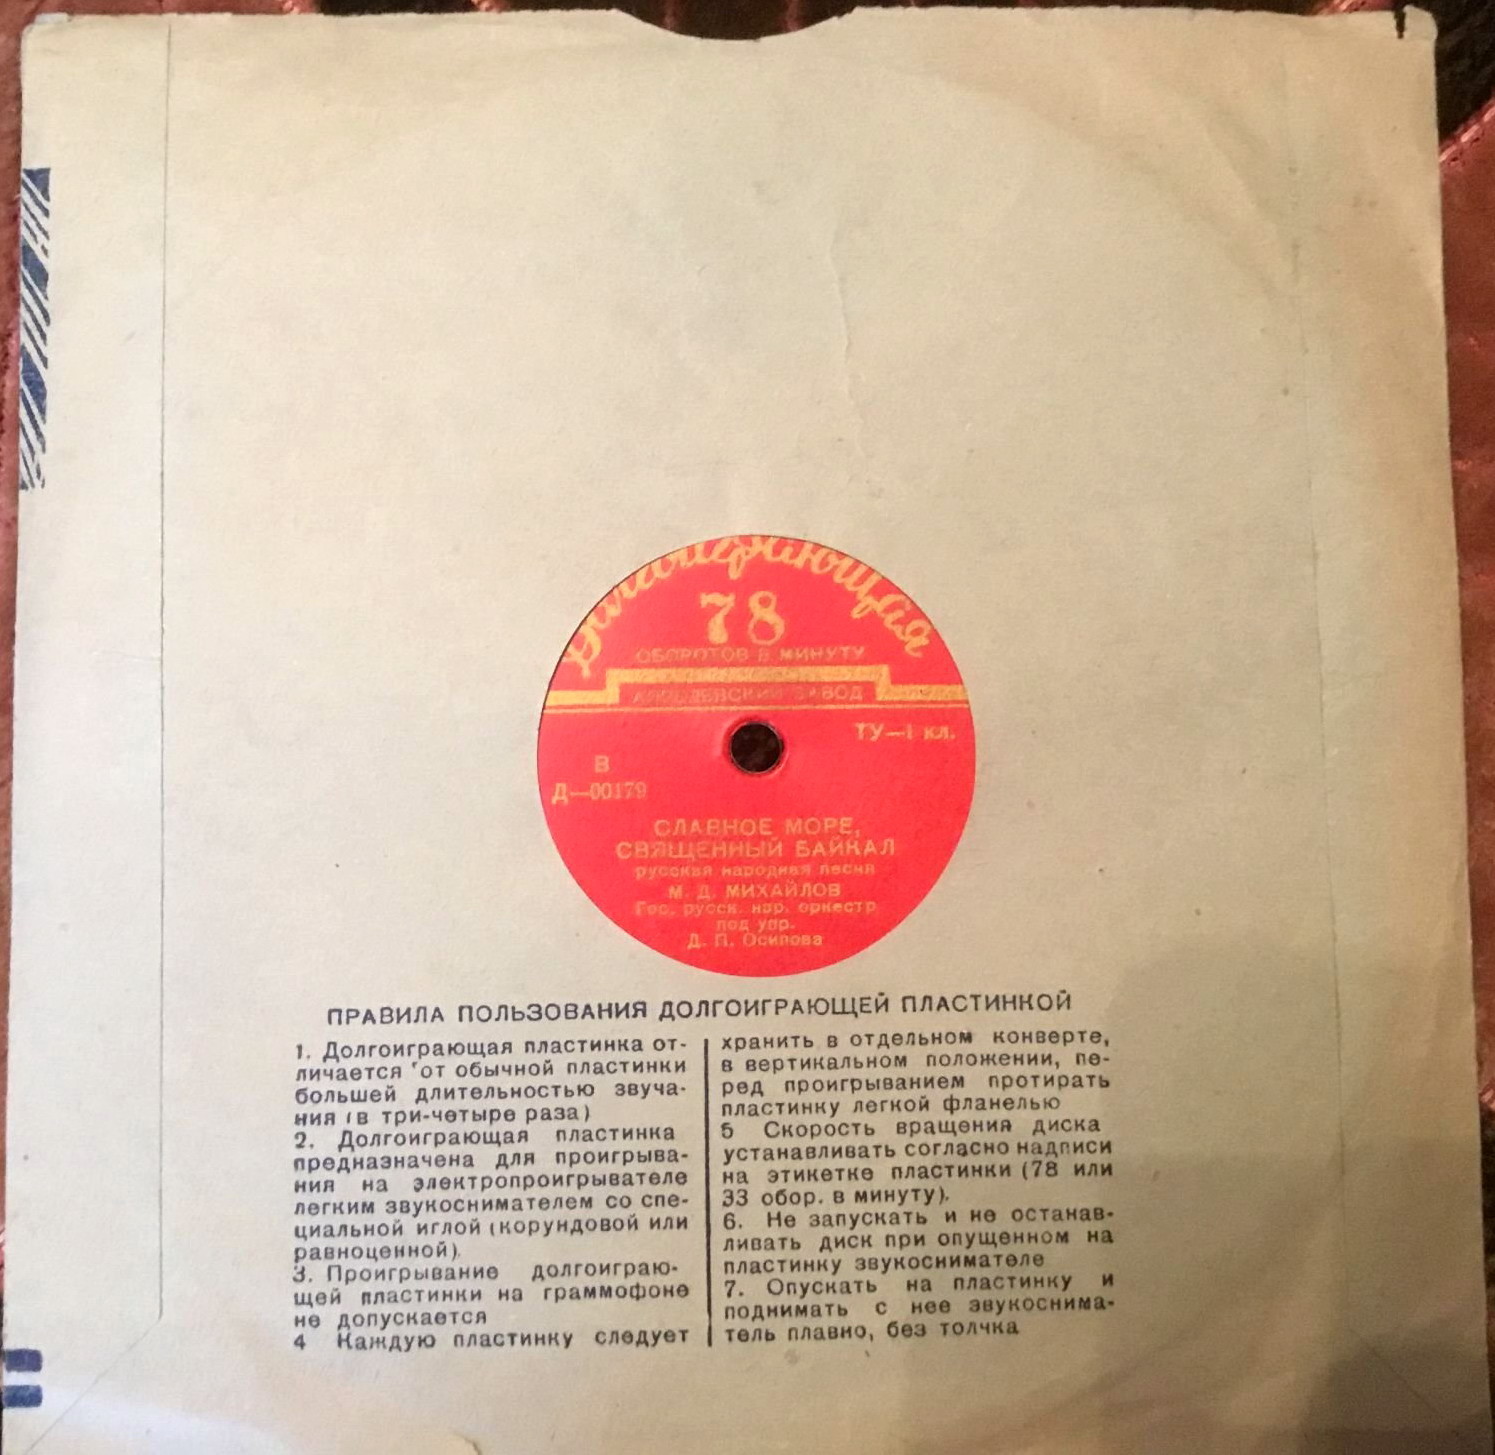 Долгоиграющая
78
ОБОРОТОВ В МИНУТУ
ЗАВОД
ТУ—1 кл.
В
Д—00179
СЛАВНОЕ МОРЕ,
СВЯЩЕННЫЙ БАЙКАЛ
русская народная песня
М. Д. МИХАЙЛОВ
Гос. русск. нар. оркестр
под упр.
Д. П. Осипова
ПРАВИЛА ПОЛЬЗОВАНИЯ ДОЛГОИГРАЮЩЕЙ ПЛАСТИНКОЙ
1. Долгоиграющая пластинка от-
личается от обычной пластинки
большей длительностью звуча-
ния (в три-четыре раза)
2. Долгоиграющая пластинка
предназначена для проигрыва-
ния на электропроигрывателе
легким звукоснимателем со спе-
циальной иглой (корундовой или
равноценной).
3. Проигрывание долгоиграю-
щей пластинки на граммофоне
не допускается
4 Каждую пластинку следует
хранить в отдельном конверте,
в вертикальном положении, пе-
ред проигрыванием протирать
пластинку легкой фланелью
5 Скорость вращения диска
устанавливать согласно надписи
на этикетке пластинки (78 или
33 обор. в минуту).
6. Не запускать и не останав-
ливать диск при опущенном на
пластинку звукоснимателе
7. Опускать на пластинку и
поднимать с нее звукоснима-
тель плавно, без толчка